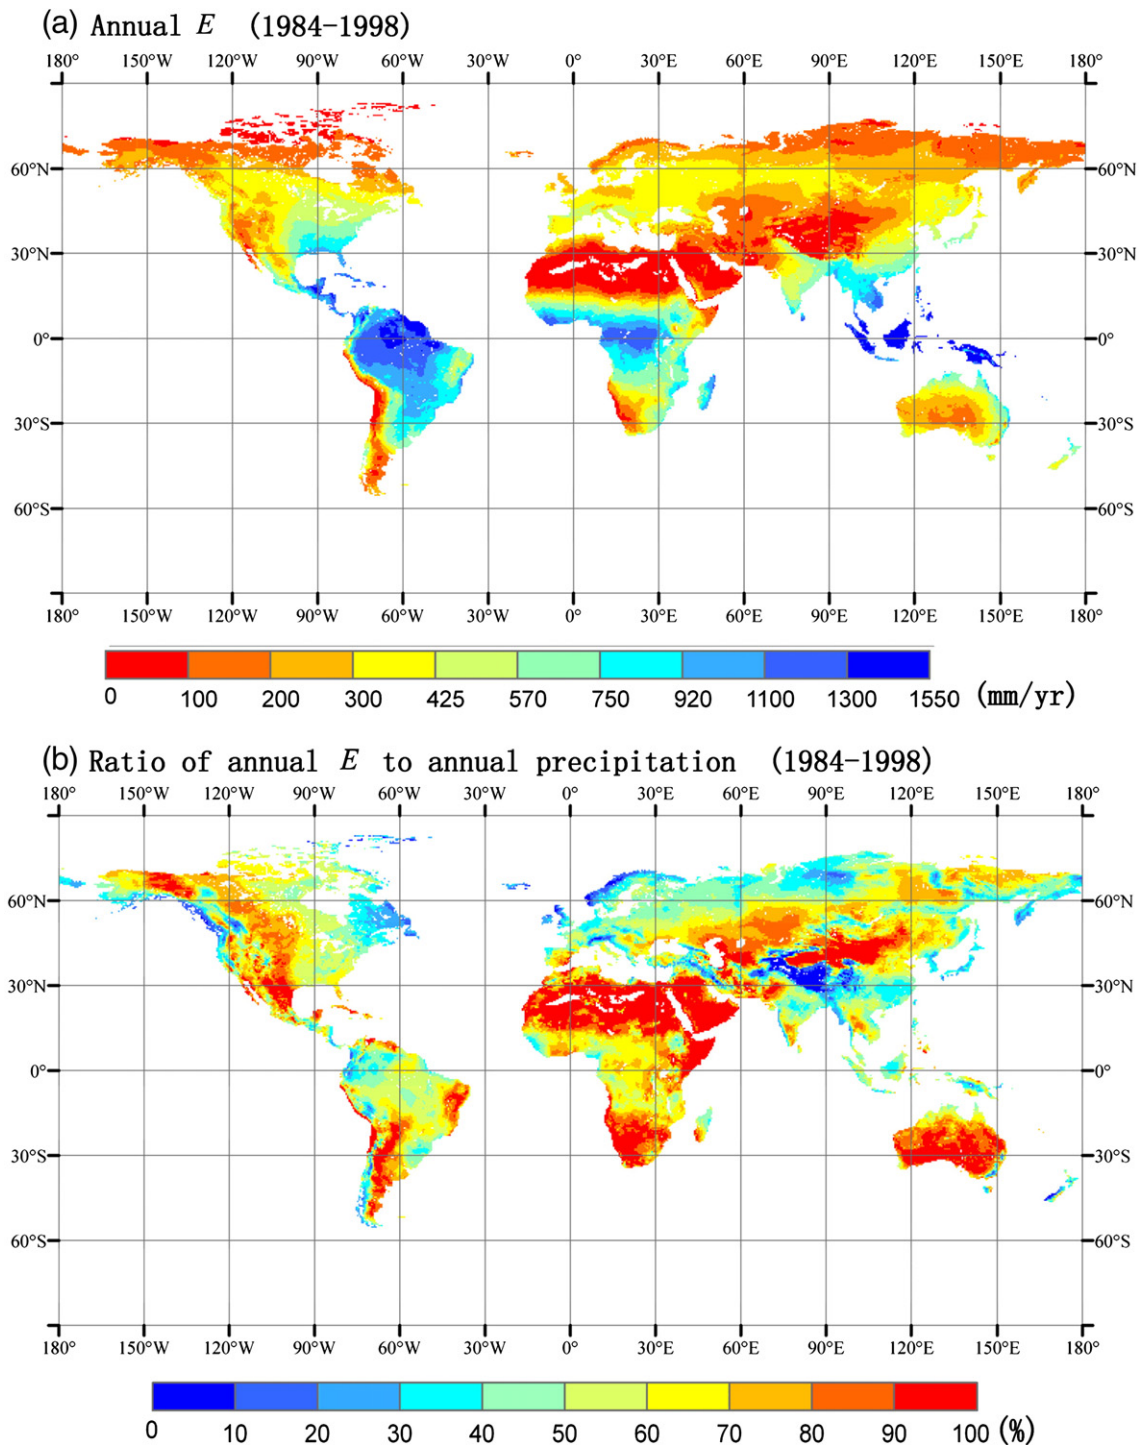 (a) Annual E (1984-1998)
180° 150°W 120°W 90°W 60°W 30°W 0° 30°E 60°E 90°E 120°E 150°E 180°
60°N 60°N
30°N 30°N
0° 0°
30°S 30°S
60°S 60°S
180° 150°W 120°W 90°W 60°W 30°W 0° 30°E 60°E 90°E 120°E 150°E 180°
0 100 200 300 425 570 750 920 1100 1300 1550 (mm/yr)
(b) Ratio of annual E to annual precipitation (1984-1998)
180° 150°W 120°W 90°W 60°W 30°W 0° 30°E 60°E 90°E 120°E 150°E 180°
60°N 60°N
30°N 30°N
0° 0°
30°S 30°S
60°S 60°S
180° 150°W 120°W 90°W 60°W 30°W 0° 30°E 60°E 90°E 120°E 150°E 180°
0 10 20 30 40 50 60 70 80 90 100 (%)